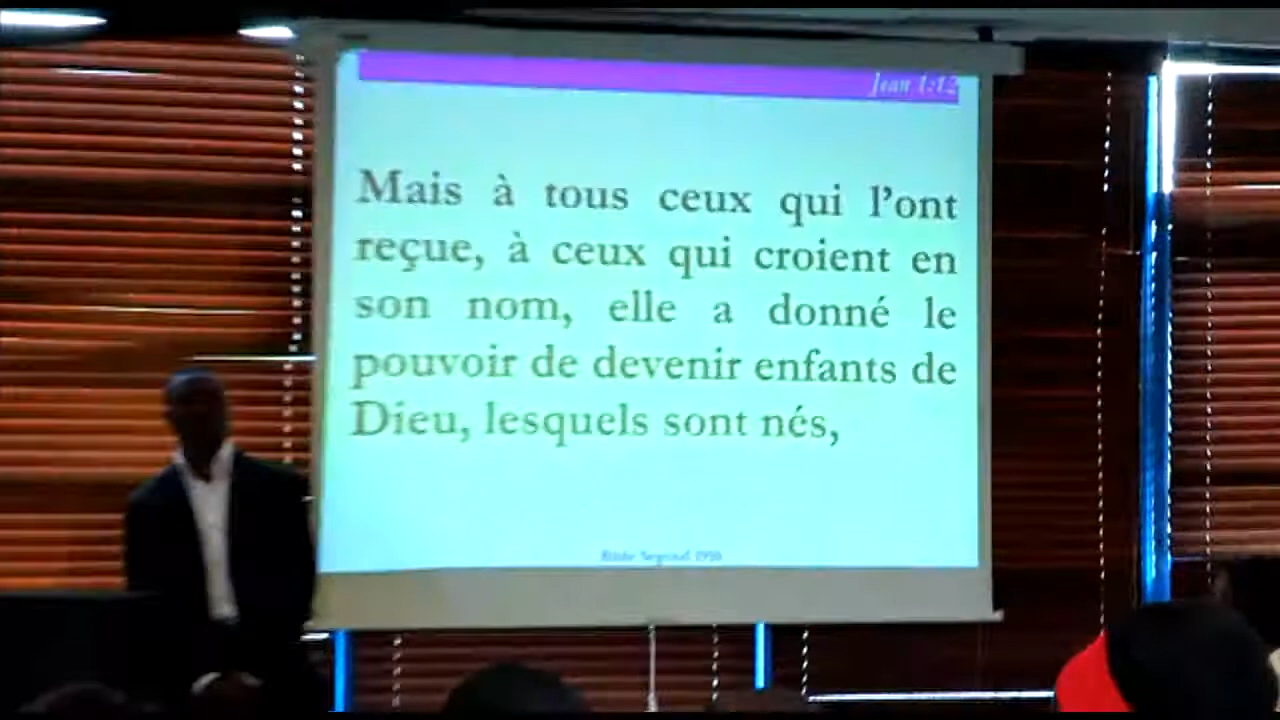 Jean 1:12
Mais à tous ceux qui l'ont
reçue, à ceux qui croient en
son nom, elle a donné le
pouvoir de devenir enfants de
Dieu, lesquels sont nés,